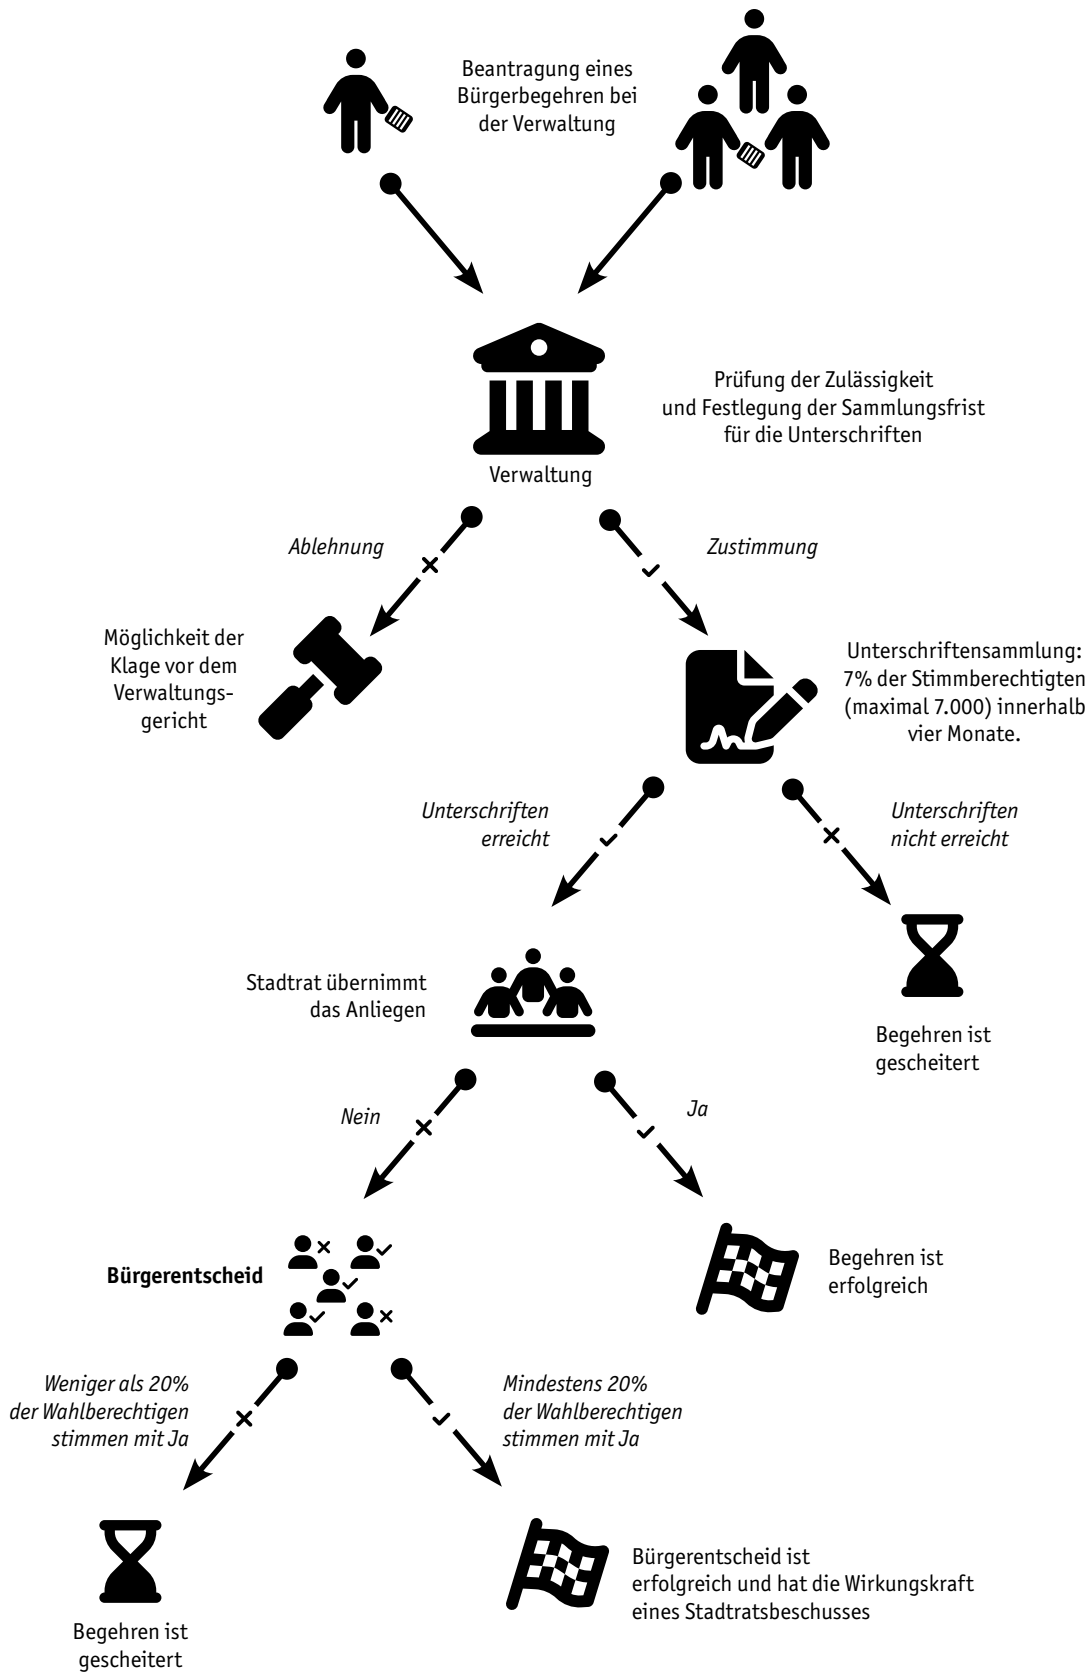 Beantragung eines
Bürgerbegehren bei
der Verwaltung
Prüfung der Zulässigkeit
und Festlegung der Sammlungsfrist
für die Unterschriften
Verwaltung
Ablehnung
Zustimmung
Möglichkeit der
Klage vor dem
Verwaltungs-
gericht
Unterschriftensammlung:
7% der Stimmberechtigten
(maximal 7.000) innerhalb
vier Monate.
Unterschriften
erreicht
Unterschriften
nicht erreicht
Stadtrat übernimmt
das Anliegen
Begehren ist
gescheitert
Nein
Ja
Bürgerentscheid
Begehren ist
erfolgreich
Weniger als 20%
der Wahlberechtigen
stimmen mit Ja
Mindestens 20%
der Wahlberechtigen
stimmen mit Ja
Begehren ist
gescheitert
Bürgerentscheid ist
erfolgreich und hat die Wirkungskraft
eines Stadtratsbeschusses